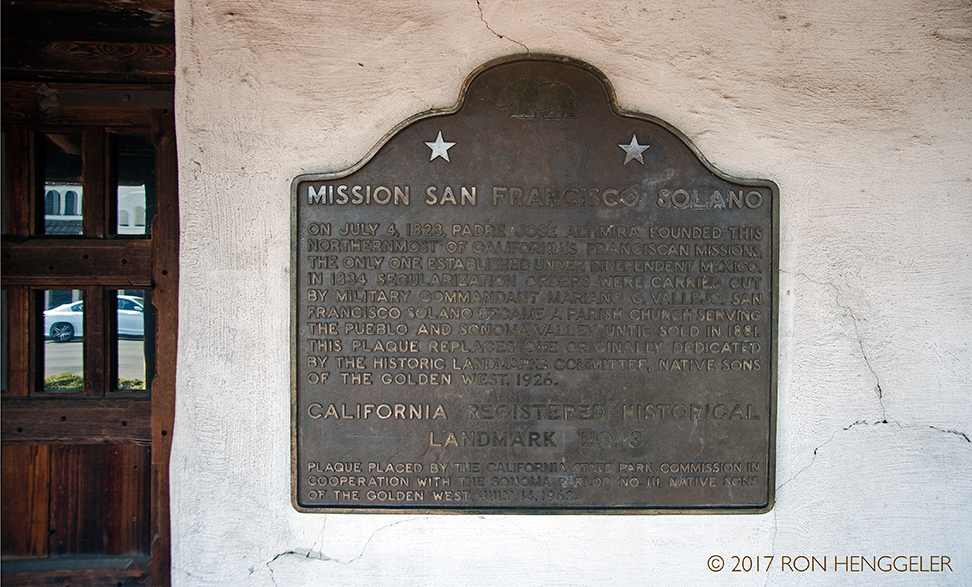 MISSION SAN FRANCISCO SOLANO
ON JULY 4, 1823, PADRE JOSÉ ALTIMIRA FOUNDED THIS
NORTHERNMOST OF CALIFORNIA'S FRANCISCAN MISSIONS,
THE ONLY ONE ESTABLISHED UNDER INDEPENDENT MEXICO.
IN 1834 SECULARIZATION ORDERS WERE CARRIED OUT
BY MILITARY COMMANDANT MARIANO G. VALLEJO. SAN
FRANCISCO SOLANO BECAME A PARISH CHURCH SERVING
THE PUEBLO AND SONOMA VALLEY UNTIL SOLD IN 1881.
THIS PLAQUE REPLACES ONE ORIGINALLY DEDICATED
BY THE HISTORIC LANDMARKS COMMITTEE, NATIVE SONS
OF THE GOLDEN WEST, 1926.
CALIFORNIA REGISTERED HISTORICAL
LANDMARK NO. 3
PLAQUE PLACED BY THE CALIFORNIA STATE PARK COMMISSION IN
COOPERATION WITH THE SONOMA PARLOR NO. 111, NATIVE SONS
OF THE GOLDEN WEST, JULY 14, 1963.
© 2017 RON HENGGELER